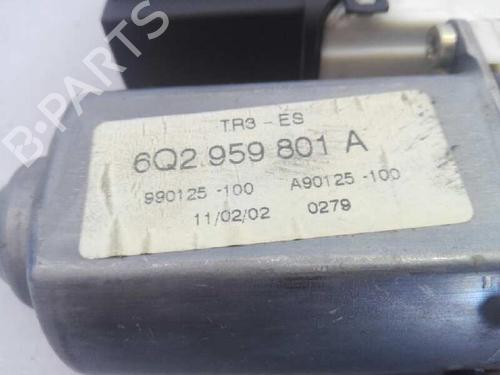 B-PARTS
TR3 - ES
6Q2 959 801 A
990125 -100 A90125 -100
11/02/02 0279